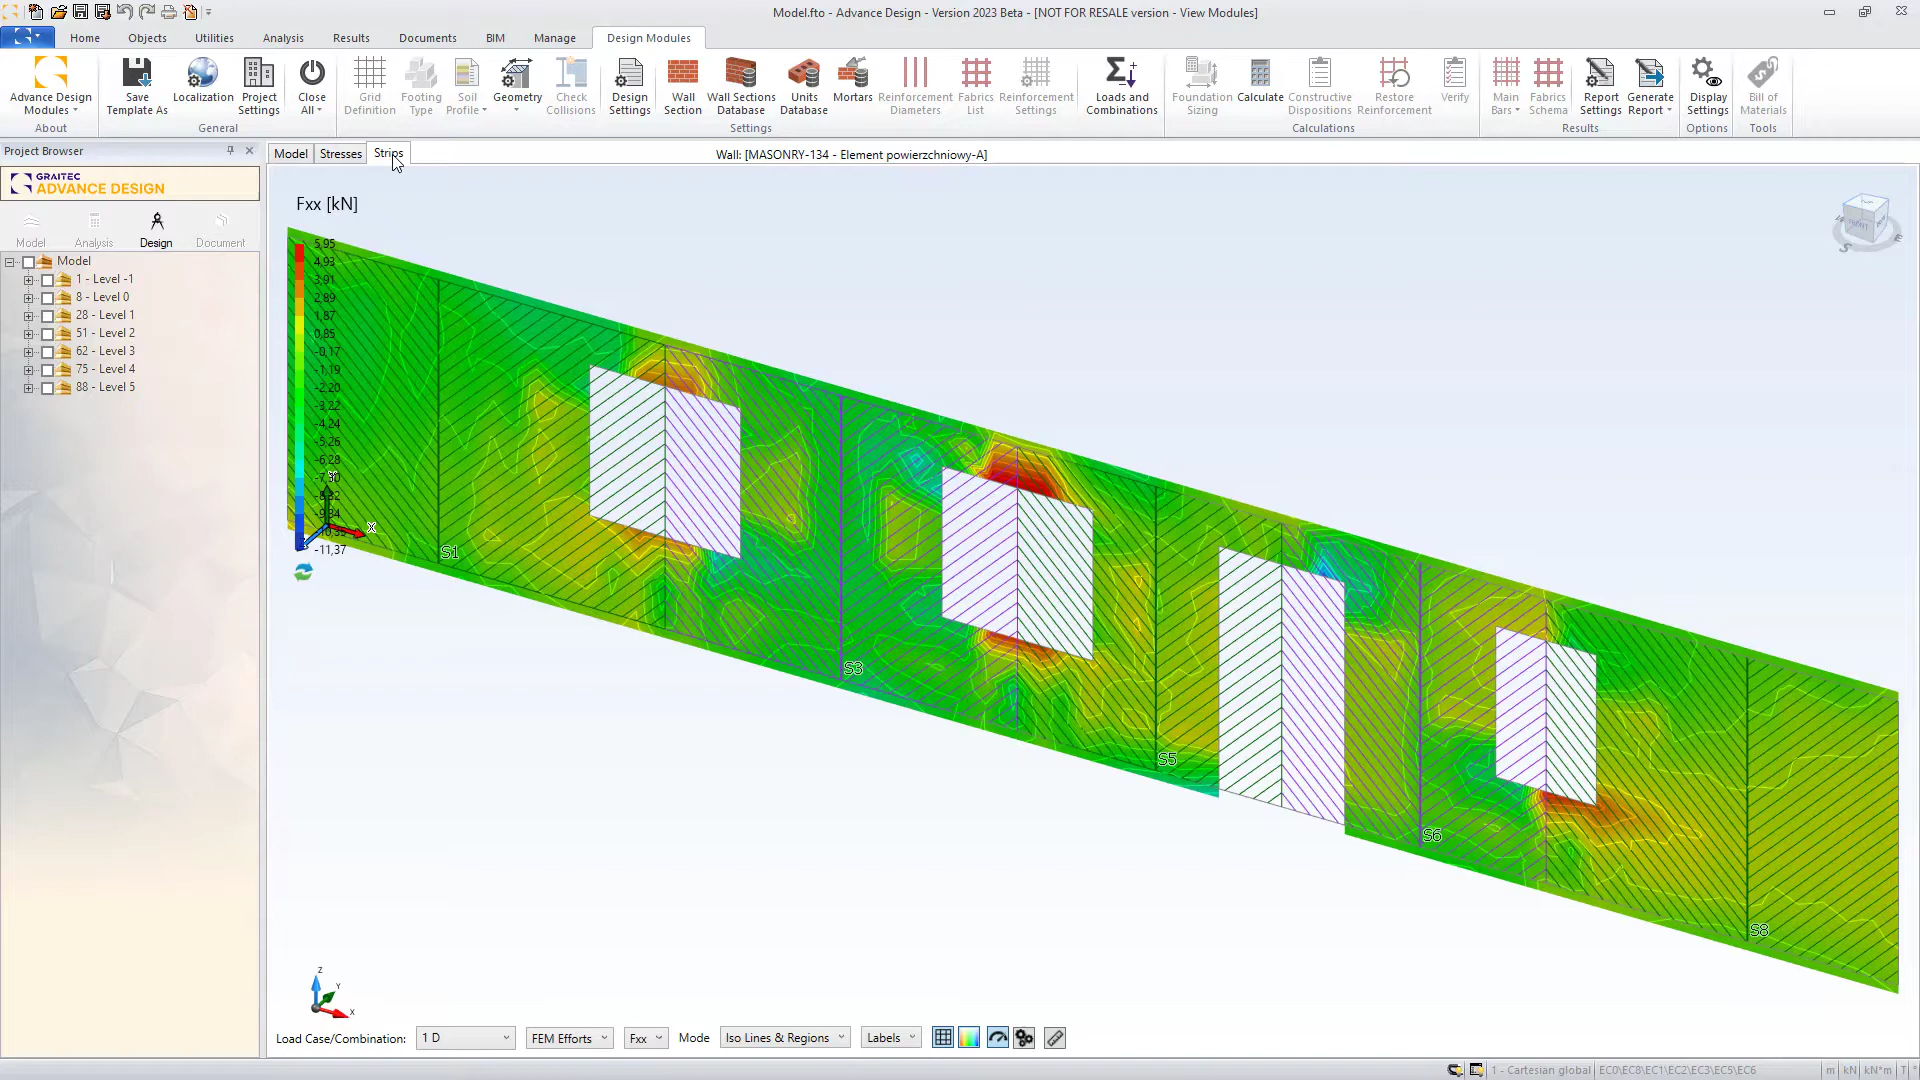 Model.fto - Advance Design - Version 2023 Beta - [NOT FOR RESALE version - View Modules]
Home Objects Utilities Analysis Results Documents BIM Manage Design Modules
Advance Design Modules
Save Template As
Localization
Project Settings
Close All
Grid Definition
Footing Type
Soil Profile
Geometry
Check Collisions
Design Settings
Wall Section
Wall Sections Database
Units Database
Mortars
Reinforcement Diameters
Fabrics List
Reinforcement Settings
Loads and Combinations
Foundation Sizing
Calculate
Constructive Dispositions
Restore Reinforcement
Verify
Main Bars
Fabrics Schema
Report Settings
Generate Report
Display Settings
Bill of Materials
About General Settings Calculations Results Options Tools
Project Browser
Model Stresses Strips
Wall: [MASONRY-134 - Element powierzchniowy-A]
GRAITEC
ADVANCE DESIGN
Model Analysis Design Document
Model
1 - Level -1
8 - Level 0
28 - Level 1
51 - Level 2
62 - Level 3
75 - Level 4
88 - Level 5
Fxx [kN]
5,95
4,93
3,91
2,89
1,87
0,85
-0,17
-1,19
-2,20
-3,22
-4,24
-5,26
-6,28
-7,30
-8,32
-9,34
-10,35
-11,37
X
S1
S3
S5
S6
S8
Z
Y
X
Load Case/Combination: 1 D FEM Efforts Fxx Mode Iso Lines & Regions Labels
1 - Cartesian global EC0\EC8\EC1\EC2\EC3\EC5\EC6 m kN kN*m T °